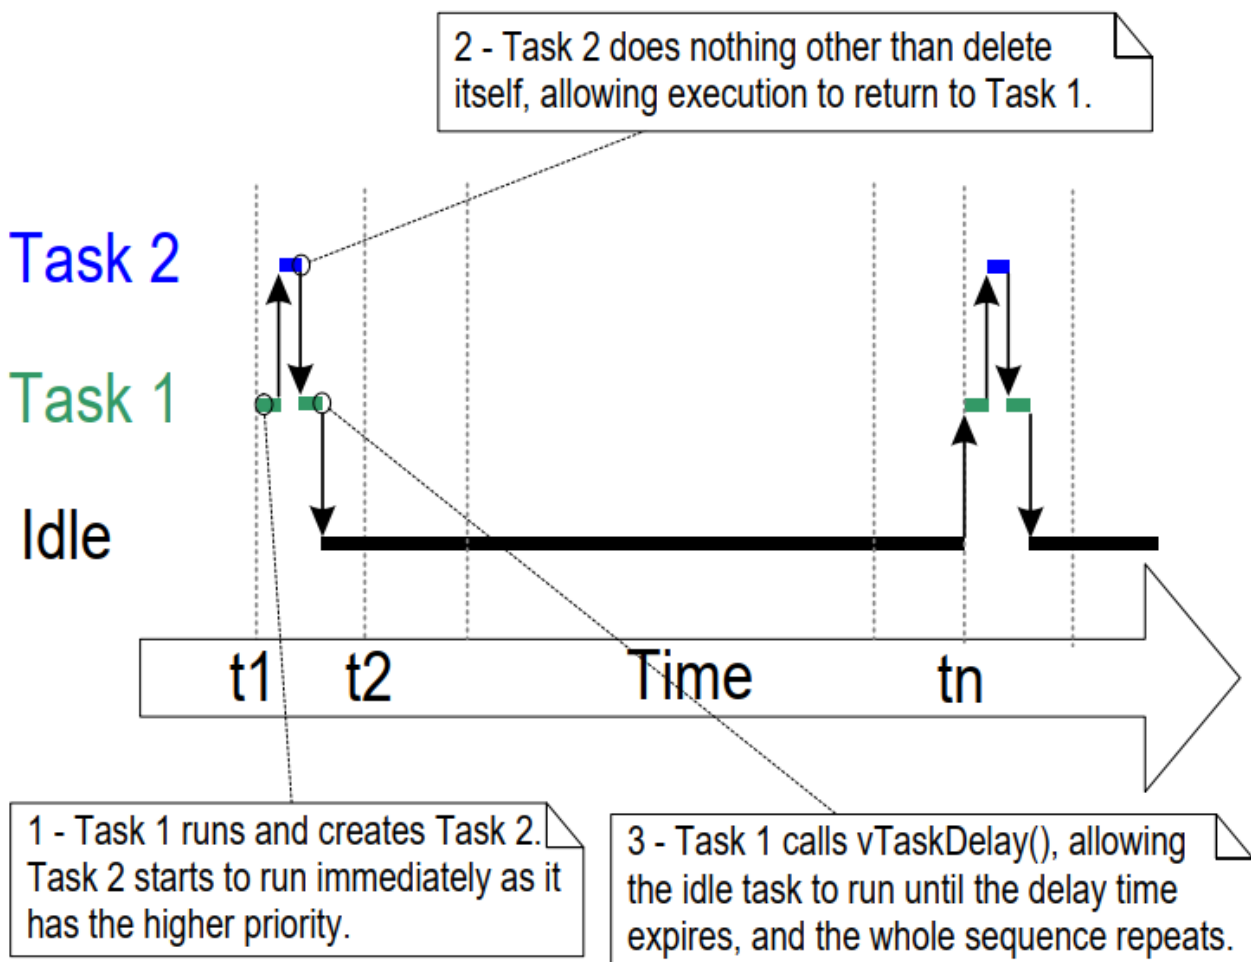 2 - Task 2 does nothing other than delete
itself, allowing execution to return to Task 1.
Task 2
Task 1
Idle
t1
t2
Time
tn
1 - Task 1 runs and creates Task 2.
Task 2 starts to run immediately as it
has the higher priority.
3 - Task 1 calls vTaskDelay(), allowing
the idle task to run until the delay time
expires, and the whole sequence repeats.